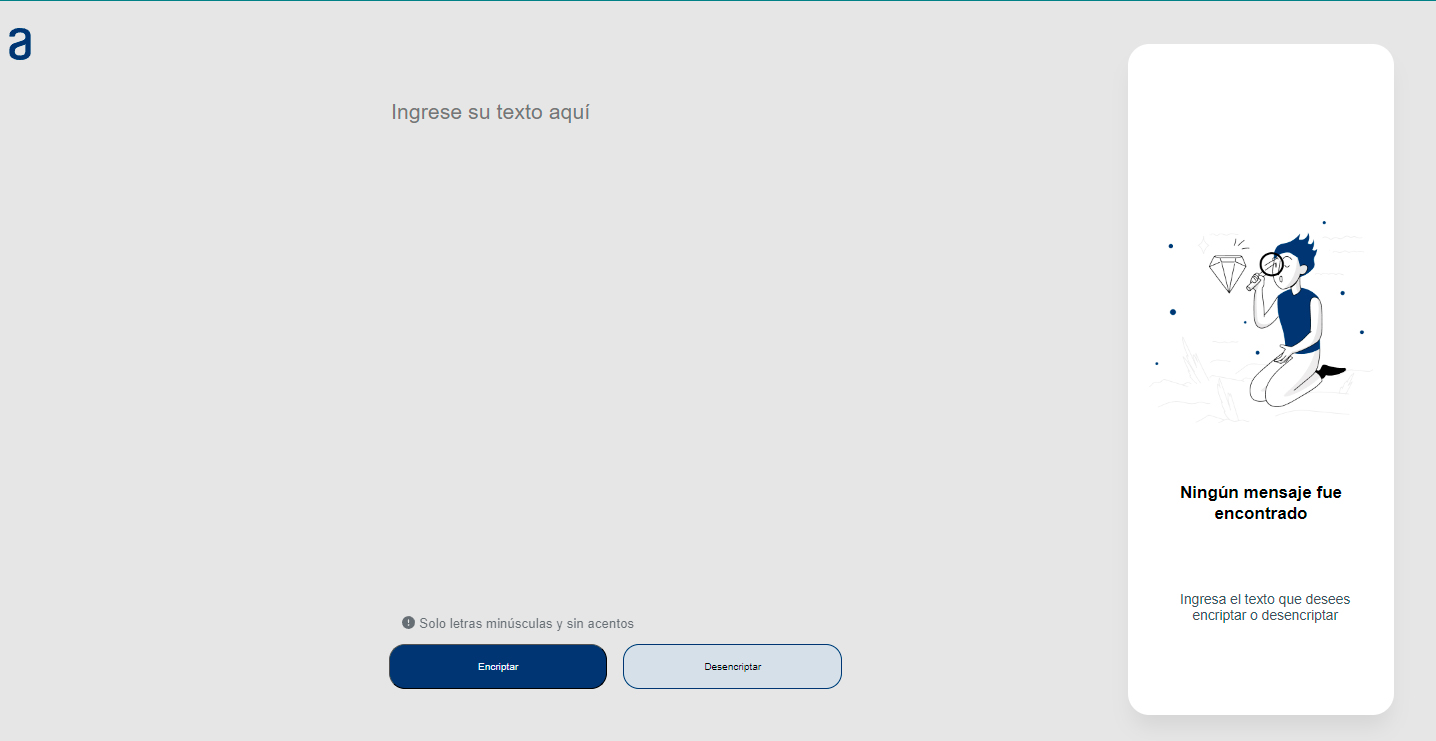 a
Ingrese su texto aquí
Ningún mensaje fue
encontrado
Ingresa el texto que desees
encriptar o desencriptar
Solo letras minúsculas y sin acentos
Encriptar
Desencriptar